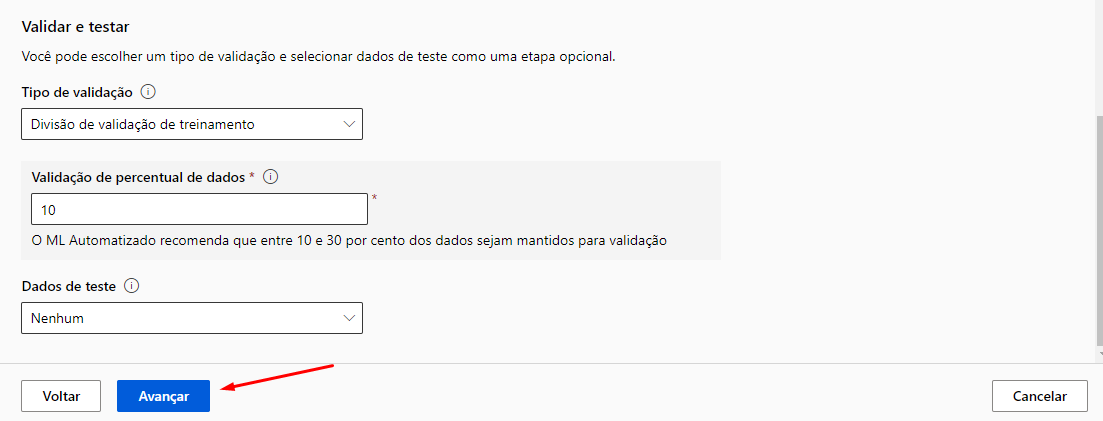 Validar e testar
Você pode escolher um tipo de validação e selecionar dados de teste como uma etapa opcional.
Tipo de validação
Divisão de validação de treinamento
Validação de percentual de dados *
10
*
O ML Automatizado recomenda que entre 10 e 30 por cento dos dados sejam mantidos para validação
Dados de teste
Nenhum
Voltar Avançar Cancelar